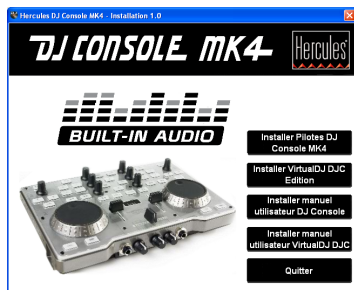 Hercules DJ Console MK4 - Installation 1.0
DJ CONSOLE MK4
Hercules
BUILT-IN AUDIO
Installer Pilotes DJ
Console MK4
Installer VirtualDJ DJC
Edition
Installer manuel
utilisateur DJ Console
Installer manuel
utilisateur VirtualDJ DJC
Quitter